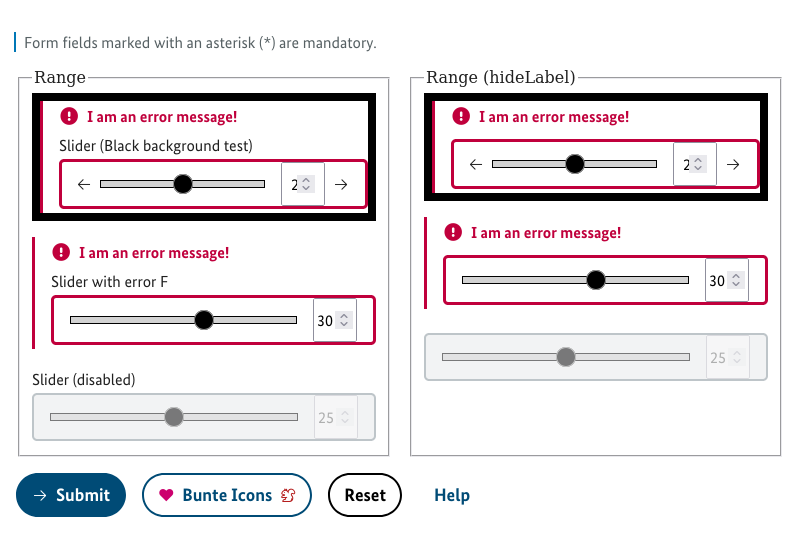 Form fields marked with an asterisk (*) are mandatory.
Range
I am an error message!
Slider (Black background test)
I am an error message!
Slider with error F
30
Slider (disabled)
25
Range (hideLabel)
I am an error message!
I am an error message!
30
25
Submit
Bunte Icons
Reset
Help